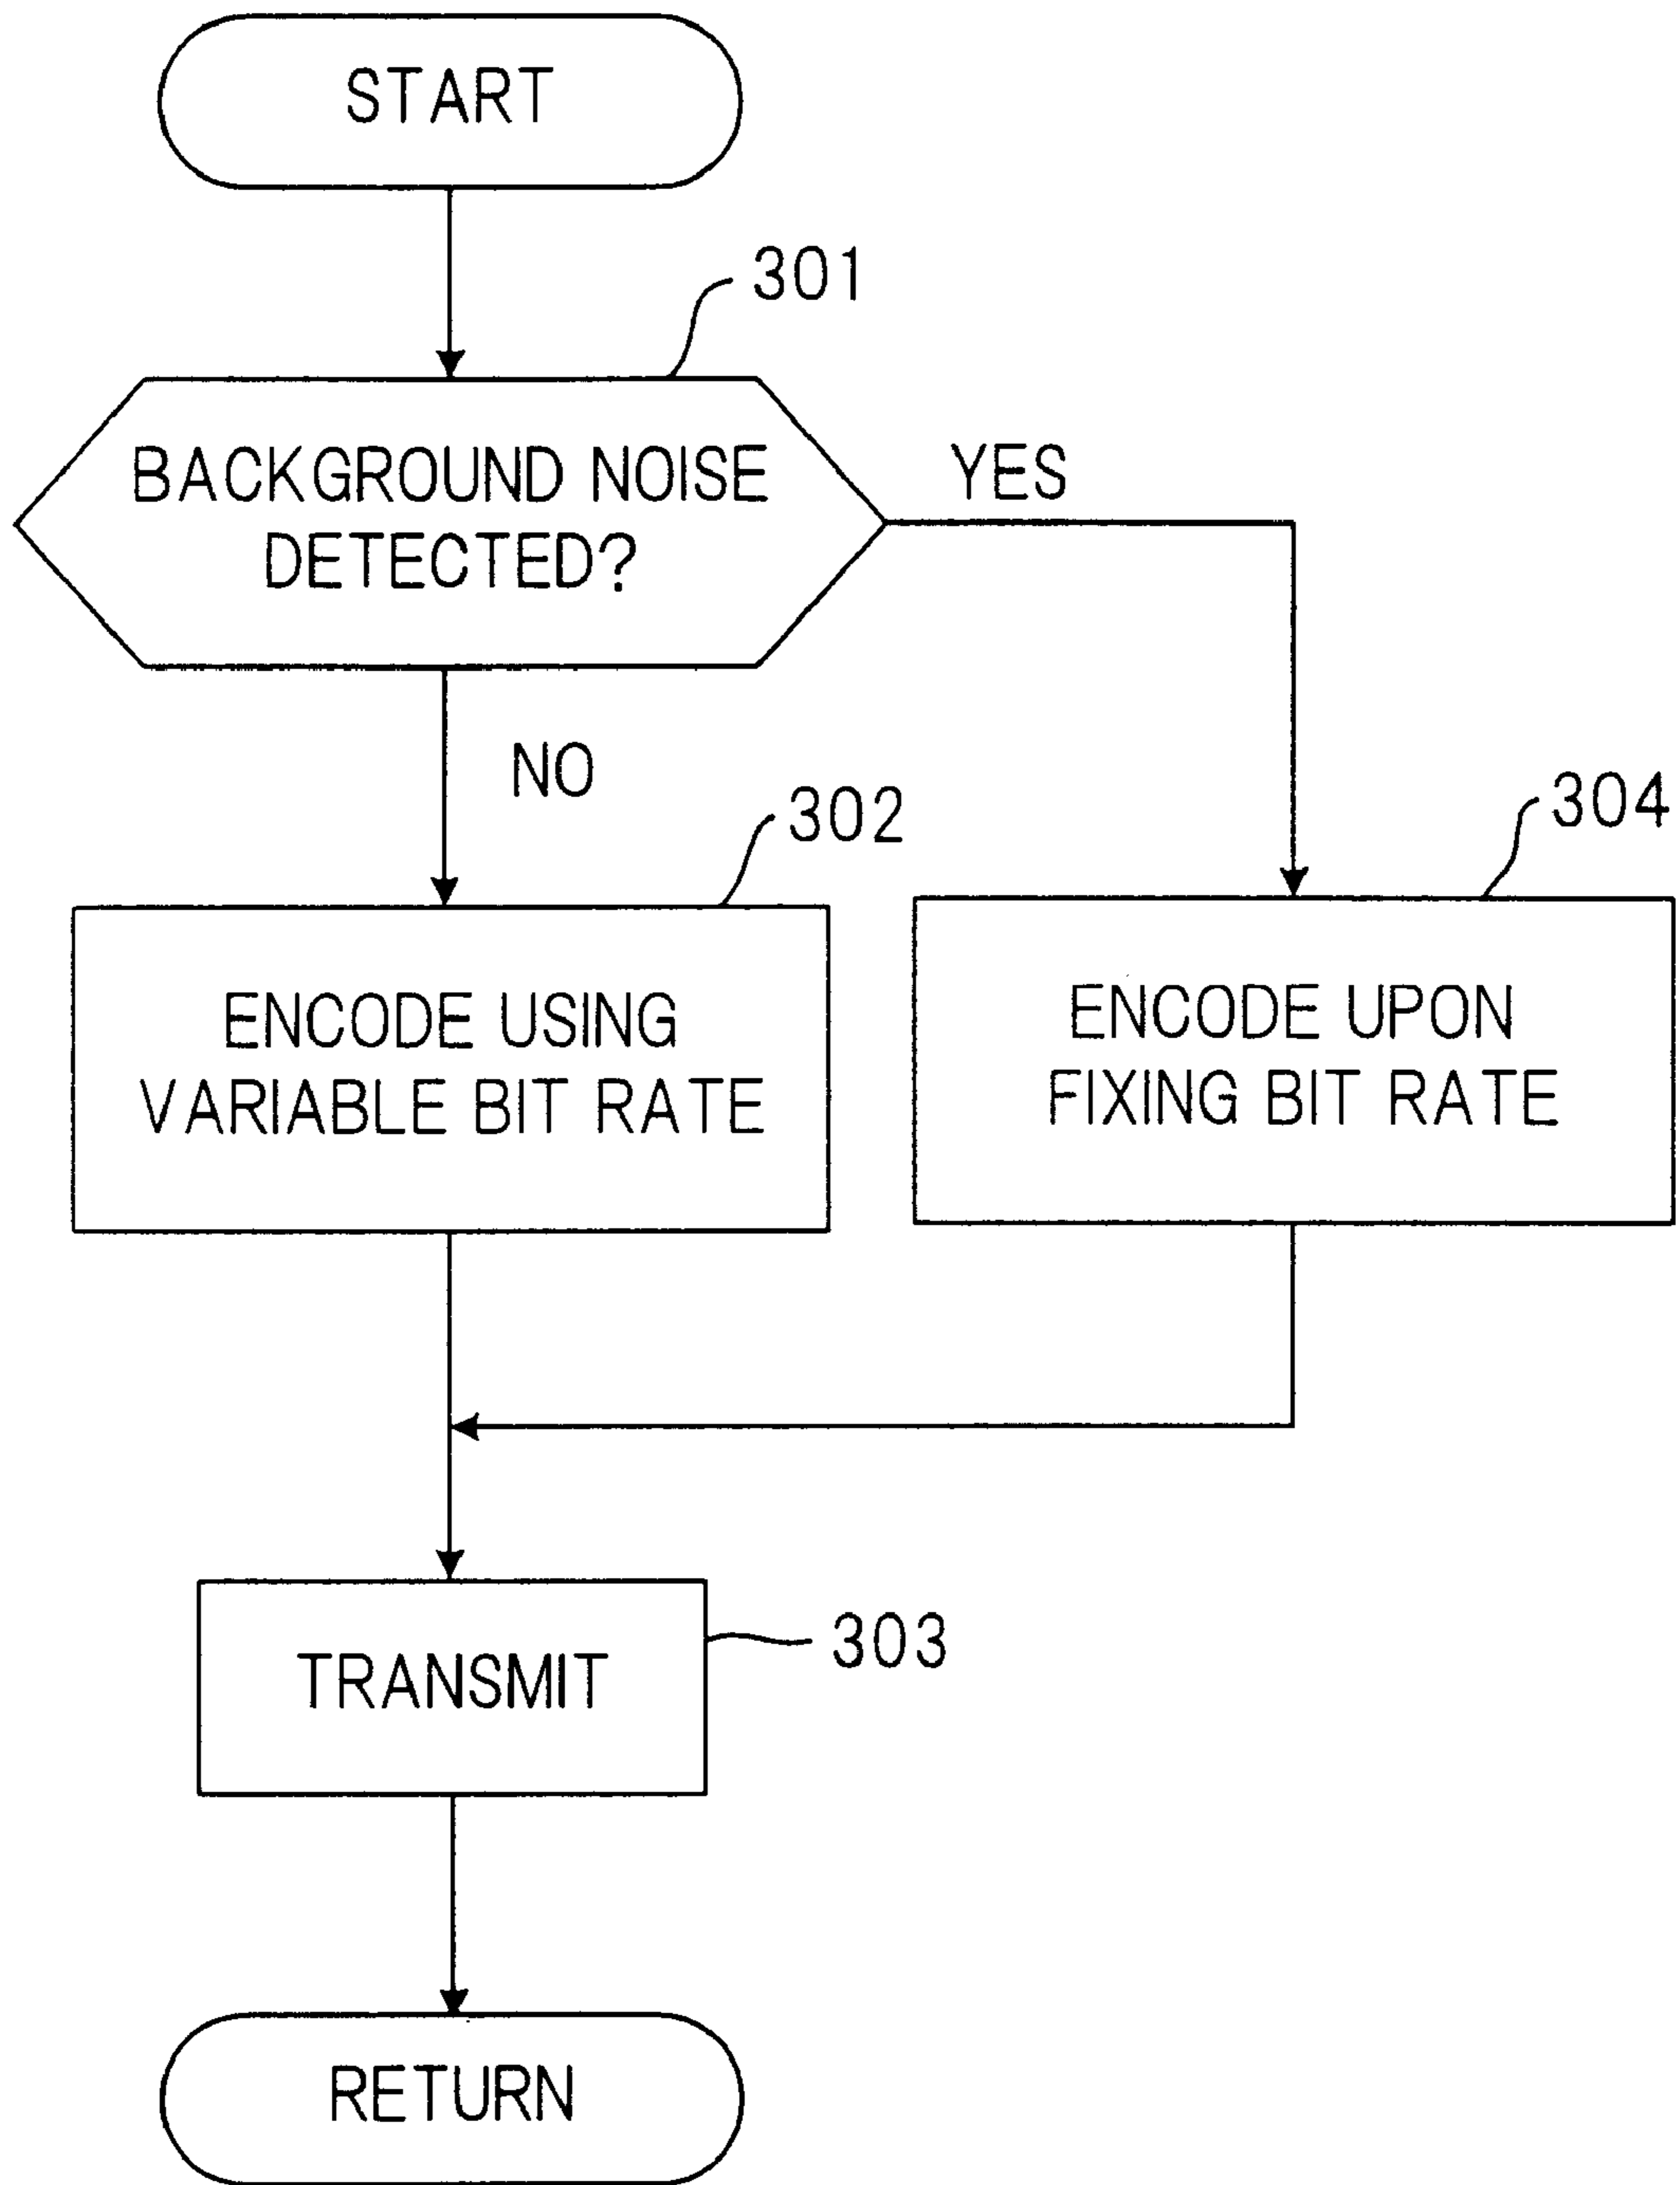 START
301
BACKGROUND NOISE
DETECTED?
YES
NO
302
304
ENCODE USING
VARIABLE BIT RATE
ENCODE UPON
FIXING BIT RATE
303
TRANSMIT
RETURN